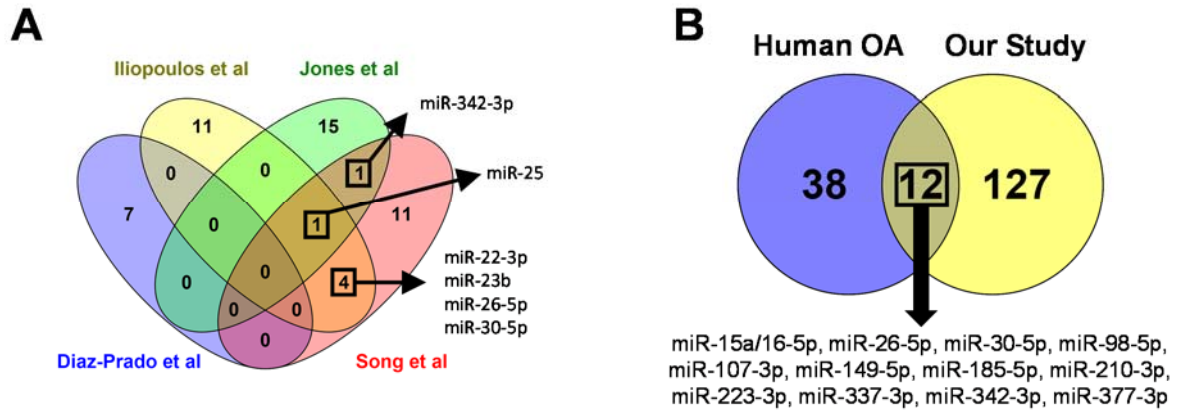 A
Iliopoulos et al
Jones et al
miR-342-3p
11
15
0
0
1
miR-25
7
0
1
11
miR-22-3p
miR-23b
miR-26-5p
miR-30-5p
0
0
4
0
0
0
Diaz-Prado et al
Song et al
B
Human OA
Our Study
38
12
127
miR-15a/16-5p, miR-26-5p, miR-30-5p, miR-98-5p,
miR-107-3p, miR-149-5p, miR-185-5p, miR-210-3p,
miR-223-3p, miR-337-3p, miR-342-3p, miR-377-3p